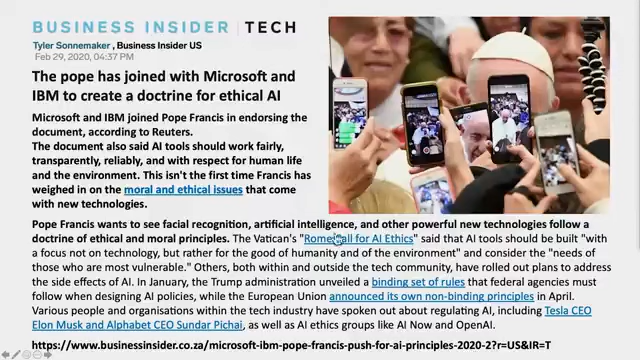 BUSINESS INSIDER | TECH
Tyler Sonnemaker , Business Insider US
Feb 29, 2020, 04:37 PM
The pope has joined with Microsoft and
IBM to create a doctrine for ethical AI
Microsoft and IBM joined Pope Francis in endorsing the
document, according to Reuters.
The document also said AI tools should work fairly,
transparently, reliably, and with respect for human life
and the environment. This isn't the first time Francis has
weighed in on the moral and ethical issues that come
with new technologies.
Pope Francis wants to see facial recognition, artificial intelligence, and other powerful new technologies follow a
doctrine of ethical and moral principles. The Vatican's "Rome Call for AI Ethics" said that AI tools should be built "with
a focus not on technology, but rather for the good of humanity and of the environment" and consider the "needs of
those who are most vulnerable." Others, both within and outside the tech community, have rolled out plans to address
the side effects of AI. In January, the Trump administration unveiled a binding set of rules that federal agencies must
follow when designing AI policies, while the European Union announced its own non-binding principles in April.
Various people and organisations within the tech industry have spoken out about regulating AI, including Tesla CEO
Elon Musk and Alphabet CEO Sundar Pichai, as well as AI ethics groups like AI Now and OpenAI.
https://www.businessinsider.co.za/microsoft-ibm-pope-francis-push-for-ai-principles-2020-2?r=US&IR=T